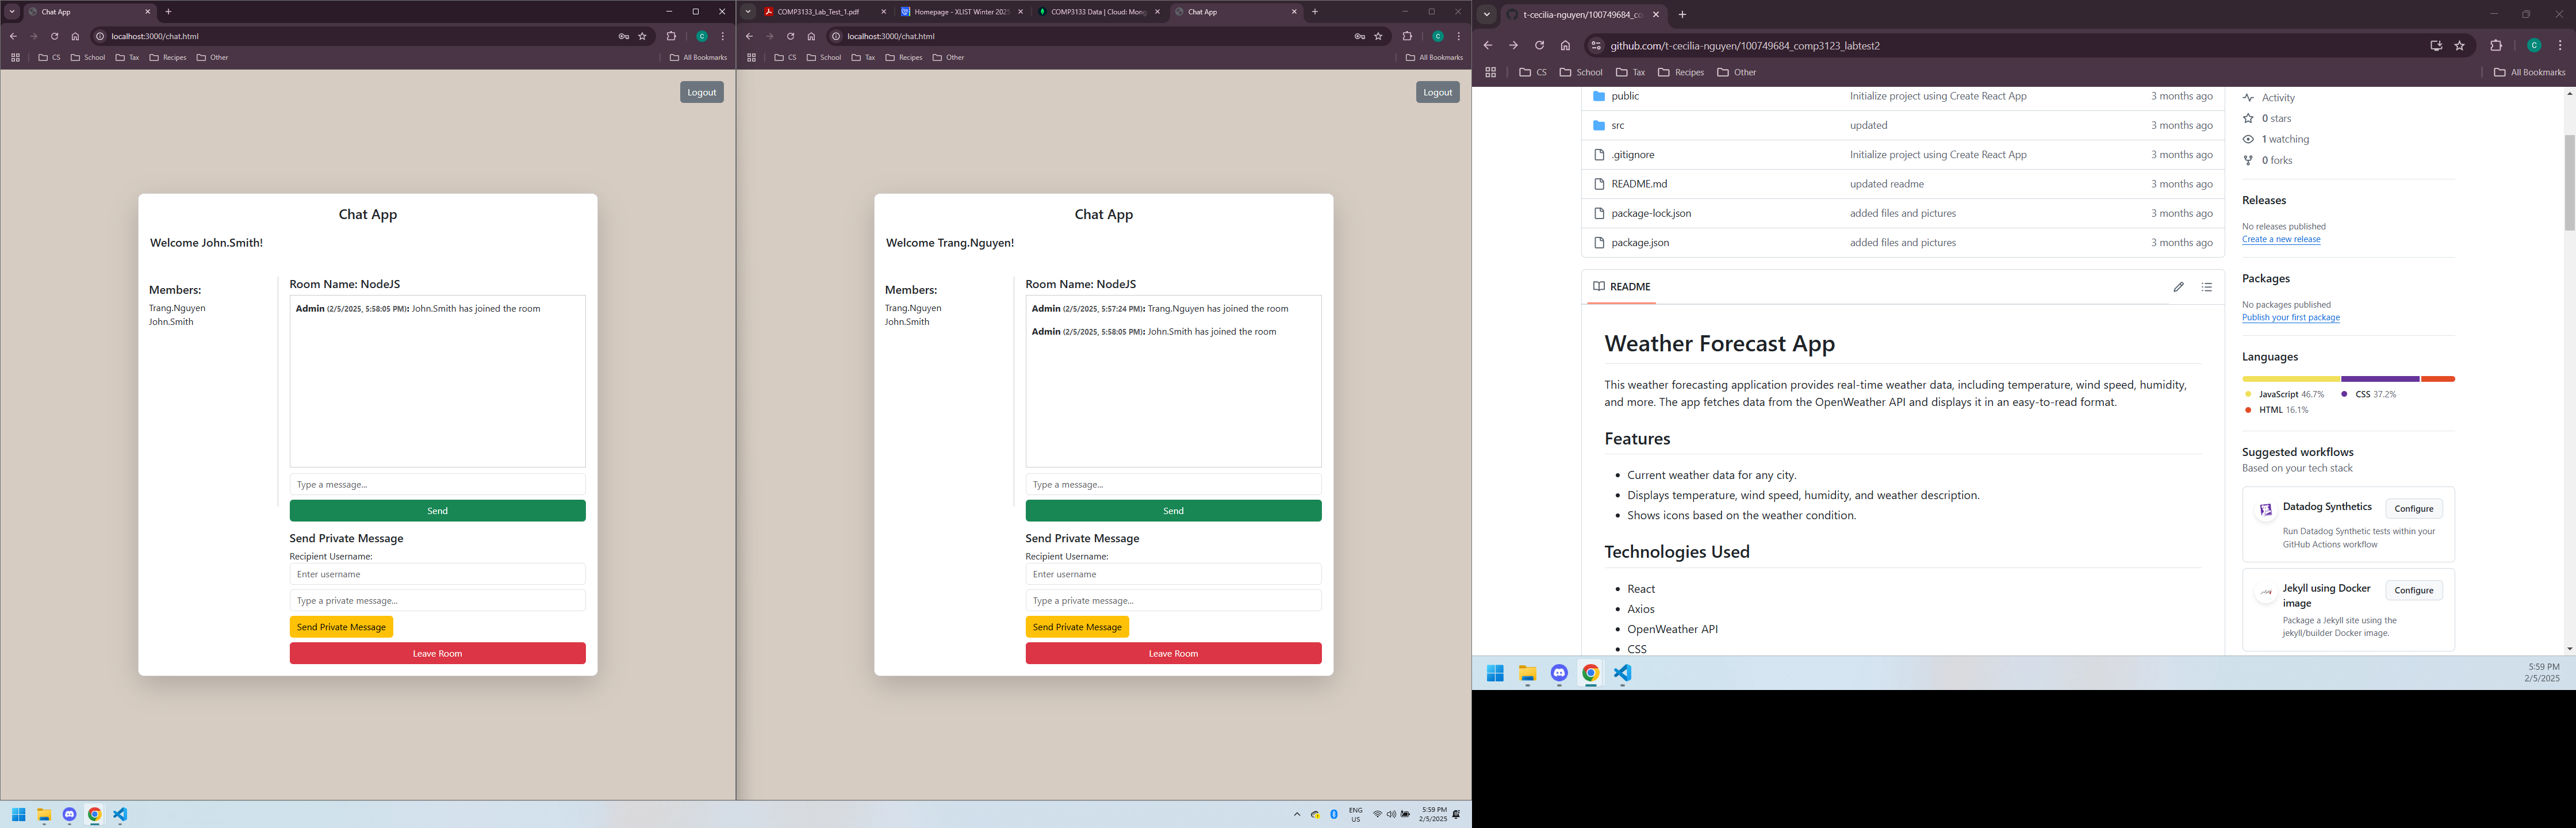 Chat App
localhost:3000/chat.html
CS School Tax Recipes Other All Bookmarks
Logout
Chat App
Welcome John.Smith!
Members:
Trang.Nguyen
John.Smith
Room Name: NodeJS
Admin (2/5/2025, 5:58:05 PM): John.Smith has joined the room
Type a message...
Send
Send Private Message
Recipient Username:
Enter username
Type a private message...
Send Private Message
Leave Room
COMP3133_Lab_Test_1.pdf
Homepage - XLIST Winter 2025
COMP3133 Data | Cloud: Mong
Chat App
localhost:3000/chat.html
CS School Tax Recipes Other All Bookmarks
Logout
Chat App
Welcome Trang.Nguyen!
Members:
Trang.Nguyen
John.Smith
Room Name: NodeJS
Admin (2/5/2025, 5:57:24 PM): Trang.Nguyen has joined the room
Admin (2/5/2025, 5:58:05 PM): John.Smith has joined the room
Type a message...
Send
Send Private Message
Recipient Username:
Enter username
Type a private message...
Send Private Message
Leave Room
ENG
US
5:59 PM
2/5/2025
t-cecilia-nguyen/100749684_co
github.com/t-cecilia-nguyen/100749684_comp3123_labtest2
CS School Tax Recipes Other All Bookmarks
public Initialize project using Create React App 3 months ago
src updated 3 months ago
.gitignore Initialize project using Create React App 3 months ago
README.md updated readme 3 months ago
package-lock.json added files and pictures 3 months ago
package.json added files and pictures 3 months ago
README
Weather Forecast App
This weather forecasting application provides real-time weather data, including temperature, wind speed, humidity,
and more. The app fetches data from the OpenWeather API and displays it in an easy-to-read format.
Features
Current weather data for any city.
Displays temperature, wind speed, humidity, and weather description.
Shows icons based on the weather condition.
Technologies Used
React
Axios
OpenWeather API
CSS
Activity
0 stars
1 watching
0 forks
Releases
No releases published
Create a new release
Packages
No packages published
Publish your first package
Languages
JavaScript 46.7% CSS 37.2%
HTML 16.1%
Suggested workflows
Based on your tech stack
Datadog Synthetics Configure
Run Datadog Synthetic tests within your
GitHub Actions workflow
Jekyll using Docker
image
Configure
Package a Jekyll site using the
jekyll/builder Docker image.
5:59 PM
2/5/2025